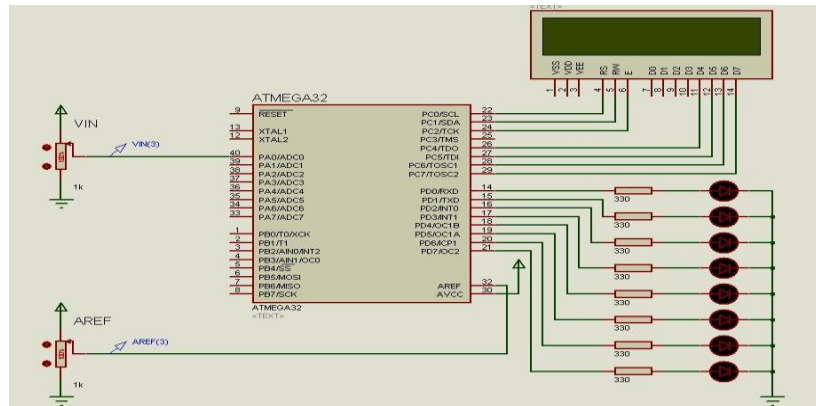 <TEXT>
VSS VDD VEE RS RW E D0 D1 D2 D3 D4 D5 D6 D7
1 2 3 4 5 6 7 8 9 10 11 12 13 14
ATMEGA32
9 RESET PC0/SCL 22
PC1/SDA 23
13 XTAL1 PC2/TCK 24
12 XTAL2 PC3/TMS 25
PC4/TDO 26
40 PA0/ADC0 PC5/TDI 27
39 PA1/ADC1 PC6/TOSC1 28
38 PA2/ADC2 PC7/TOSC2 29
37 PA3/ADC3
36 PA4/ADC4 PD0/RXD 14
35 PA5/ADC5 PD1/TXD 15
34 PA6/ADC6 PD2/INT0 16
33 PA7/ADC7 PD3/INT1 17
PD4/OC1B 18
1 PB0/T0/XCK PD5/OC1A 19
2 PB1/T1 PD6/ICP1 20
3 PB2/AIN0/INT2 PD7/OC2 21
4 PB3/AIN1/OC0
5 PB4/SS
6 PB5/MOSI
7 PB6/MISO AREF 32
8 PB7/SCK AVCC 30
ATMEGA32
<TEXT>
VIN
VIN(3)
1k
AREF
AREF(3)
1k
330
330
330
330
330
330
330
330